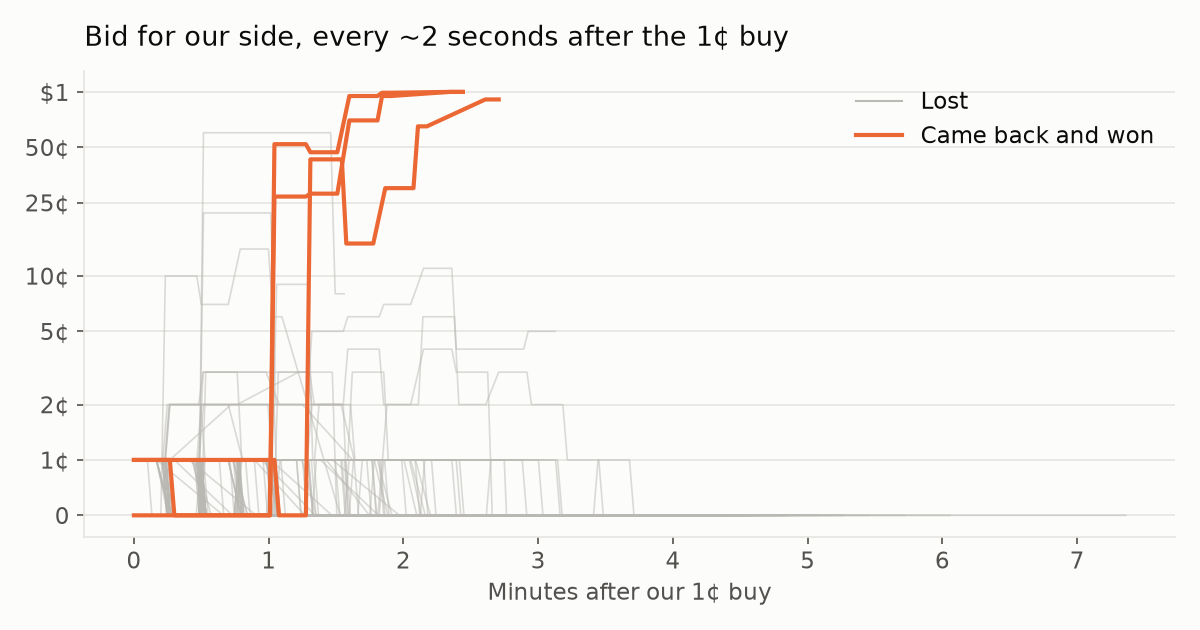 Bid for our side, every ~2 seconds after the 1¢ buy
$1
50¢
25¢
10¢
5¢
2¢
1¢
0
Lost
Came back and won
0 1 2 3 4 5 6 7
Minutes after our 1¢ buy